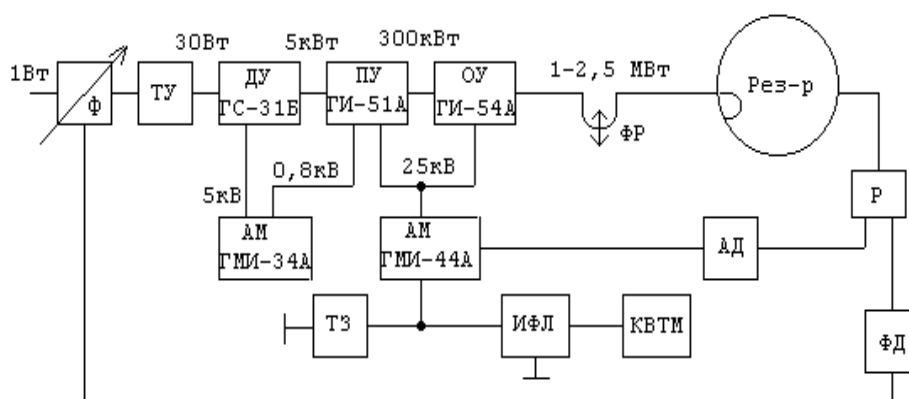 30Вт
5кВт
300кВт
1Вт
Ф
ТУ
ДУ
ГС-31Б
ПУ
ГИ-51А
ОУ
ГИ-54А
1-2,5 МВт
ФР
Рез-р
5кВ
0,8кВ
25кВ
АМ
ГМИ-34А
АМ
ГМИ-44А
АД
Р
ТЗ
ИФЛ
КВТМ
ФД